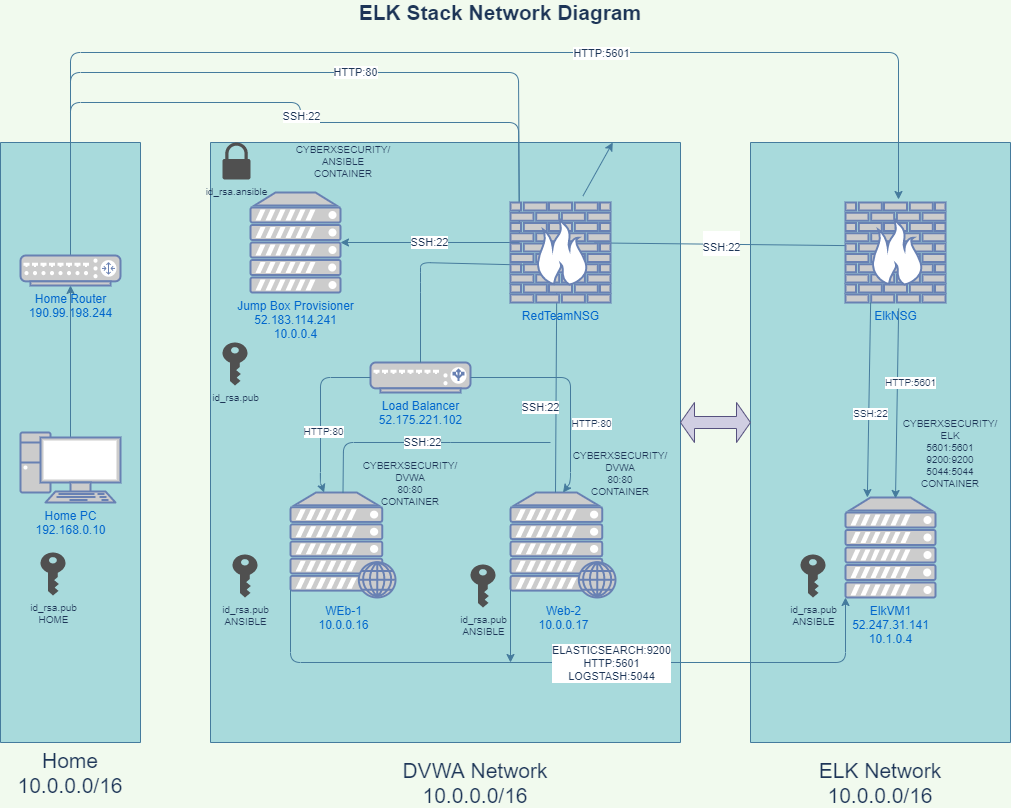 ELK Stack Network Diagram
HTTP:5601
HTTP:80
SSH:22
CYBERXSECURITY/
ANSIBLE
CONTAINER
id_rsa.ansible
SSH:22
SSH:22
Home Router
190.99.198.244
Jump Box Provisioner
52.183.114.241
10.0.0.4
RedTeamNSG
ElkNSG
id_rsa.pub
Load Balancer
52.175.221.102
HTTP:5601
SSH:22
SSH:22
HTTP:80
HTTP:80
SSH:22
CYBERXSECURITY/
ELK
5601:5601
9200:9200
5044:5044
CONTAINER
CYBERXSECURITY/
DVWA
80:80
CONTAINER
CYBERXSECURITY/
DVWA
80:80
CONTAINER
Home PC
192.168.0.10
id_rsa.pub
HOME
id_rsa.pub
ANSIBLE
WEb-1
10.0.0.16
id_rsa.pub
ANSIBLE
Web-2
10.0.0.17
id_rsa.pub
ANSIBLE
ElkVM1
52.247.31.141
10.1.0.4
ELASTICSEARCH:9200
HTTP:5601
LOGSTASH:5044
Home
10.0.0.0/16
DVWA Network
10.0.0.0/16
ELK Network
10.0.0.0/16